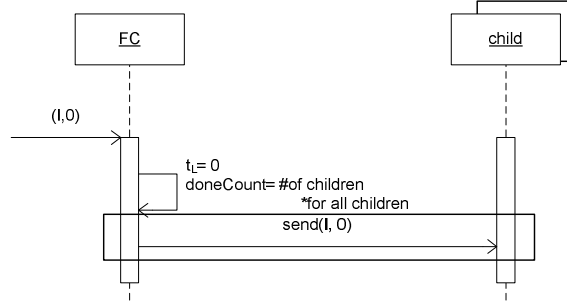 FC
child
(I,0)
tL= 0
doneCount= #of children
*for all children
send(I, 0)